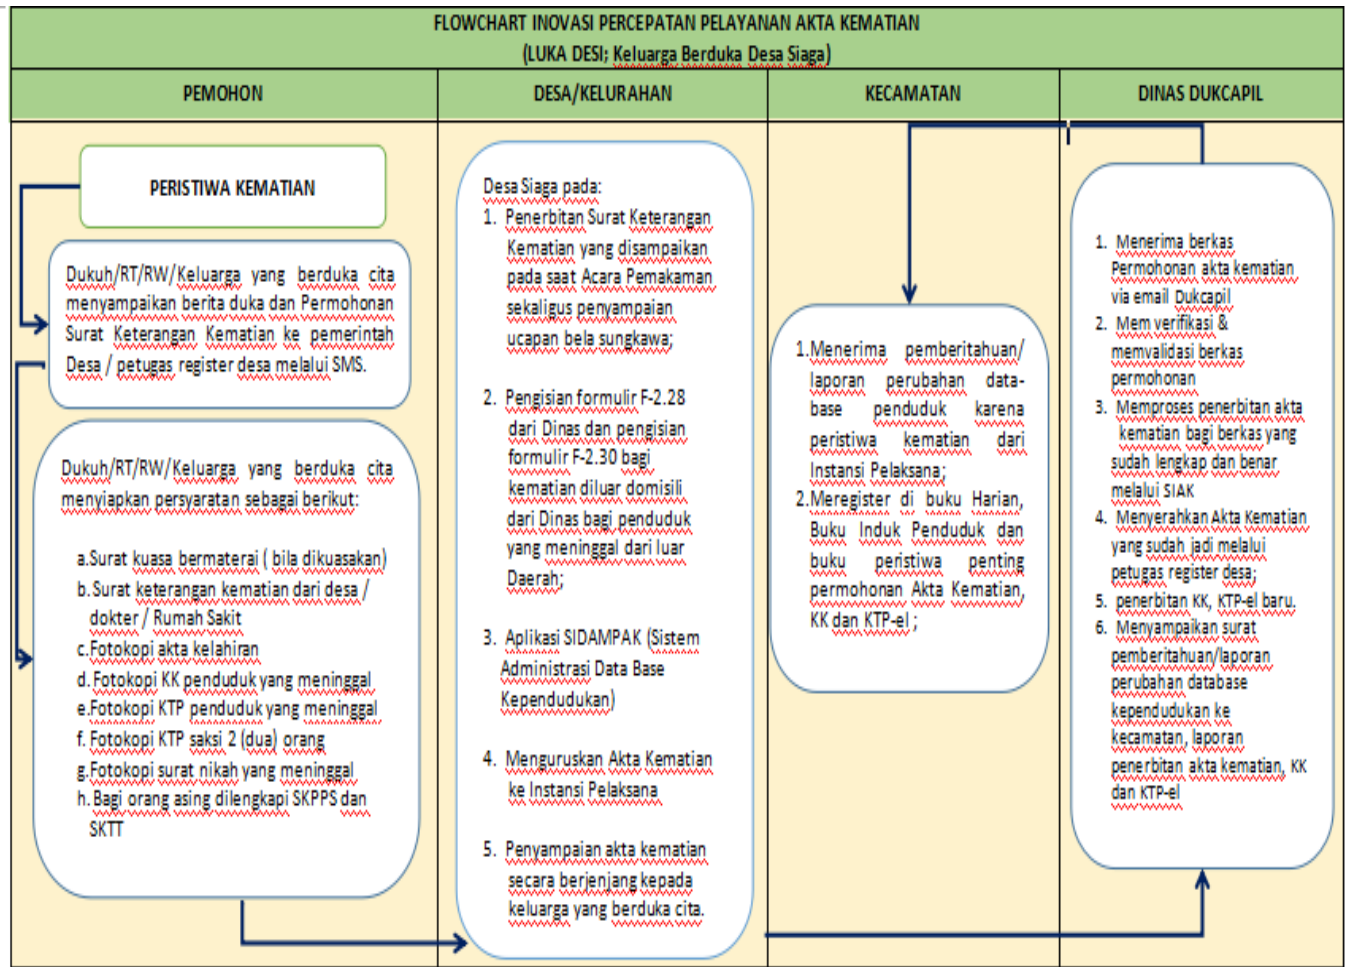 FLOWCHART INOVASI PERCEPATAN PELAYANAN AKTA KEMATIAN
(LUKA DESI; Keluarga Berduka Desa Siaga)
PEMOHON
DESA/KELURAHAN
KECAMATAN
DINAS DUKCAPIL
PERISTIWA KEMATIAN
Dukuh/RT/RW/Keluarga yang berduka cita
menyampaikan berita duka dan Permohonan
Surat Keterangan Kematian ke pemerintah
Desa / petugas register desa melalui SMS.
Dukuh/RT/RW/Keluarga yang berduka cita
menyiapkan persyaratan sebagai berikut:
a.Surat kuasa bermaterai ( bila dikuasakan)
b. Surat keterangan kematian dari desa /
dokter / Rumah Sakit
c.Fotokopi akta kelahiran
d. Fotokopi KK penduduk yang meninggal
e.Fotokopi KTP penduduk yang meninggal
f. Fotokopi KTP saksi 2 (dua) orang
g.Fotokopi surat nikah yang meninggal
h. Bagi orang asing dilengkapi SKPPS dan
SKTT
Desa Siaga pada:
1. Penerbitan Surat Keterangan
Kematian yang disampaikan
pada saat Acara Pemakaman
sekaligus penyampaian
ucapan bela sungkawa;
2. Pengisian formulir F-2.28
dari Dinas dan pengisian
formulir F-2.30 bagi
kematian diluar domisili
dari Dinas bagi penduduk
yang meninggal dari luar
Daerah;
3. Aplikasi SIDAMPAK (Sistem
Administrasi Data Base
Kependudukan)
4. Menguruskan Akta Kematian
ke Instansi Pelaksana
5. Penyampaian akta kematian
secara berjenjang kepada
keluarga yang berduka cita.
1.Menerima pemberitahuan/
laporan perubahan data-
base penduduk karena
peristiwa kematian dari
Instansi Pelaksana;
2.Meregister di buku Harian,
Buku Induk Penduduk dan
buku peristiwa penting
permohonan Akta Kematian,
KK dan KTP-el ;
1. Menerima berkas
Permohonan akta kematian
via email Dukcapil
2. Mem verifikasi &
memvalidasi berkas
permohonan
3. Memproses penerbitan akta
kematian bagi berkas yang
sudah lengkap dan benar
melalui SIAK
4. Menyerahkan Akta Kematian
yang sudah jadi melalui
petugas register desa;
5. penerbitan KK, KTP-el baru.
6. Menyampaikan surat
pemberitahuan/laporan
perubahan database
kependudukan ke
kecamatan, laporan
penerbitan akta kematian, KK
dan KTP-el